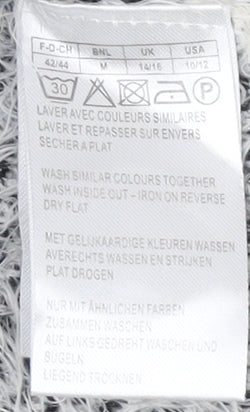 F-D-CH BNL UK USA
42/44 M 14/16 10/12
30 P
LAVER AVEC COULEURS SIMILAIRES
LAVER ET REPASSER SUR ENVERS
SECHER A PLAT
WASH SIMILAR COLOURS TOGETHER
WASH INSIDE OUT - IRON ON REVERSE
DRY FLAT
MET GELIJKAARDIGE KLEUREN WASSEN
AVERECHTS WASSEN EN STRIJKEN
PLAT DROGEN
NUR MIT ÄHNLICHEN FARBEN
ZUSAMMEN WASCHEN
AUF LINKS GEDREHT WASCHEN UND
BÜGELN
LIEGEND TROCKNEN